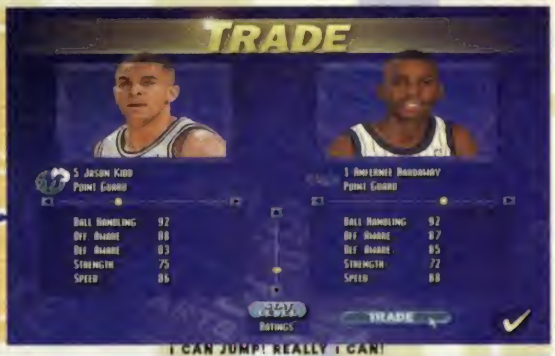 TRADE
5 JASON KIDD
POINT GUARD
BALL HANDLING 92
OFF AWARE 88
DEF AWARE 83
STRENGTH 75
SPEED 86
1 ANFERNEE HARDAWAY
POINT GUARD
BALL HANDLING 92
OFF AWARE 87
DEF AWARE 85
STRENGTH 72
SPEED 88
STAT
LEVEL
RATINGS
TRADE
I CAN JUMP! REALLY I CAN!